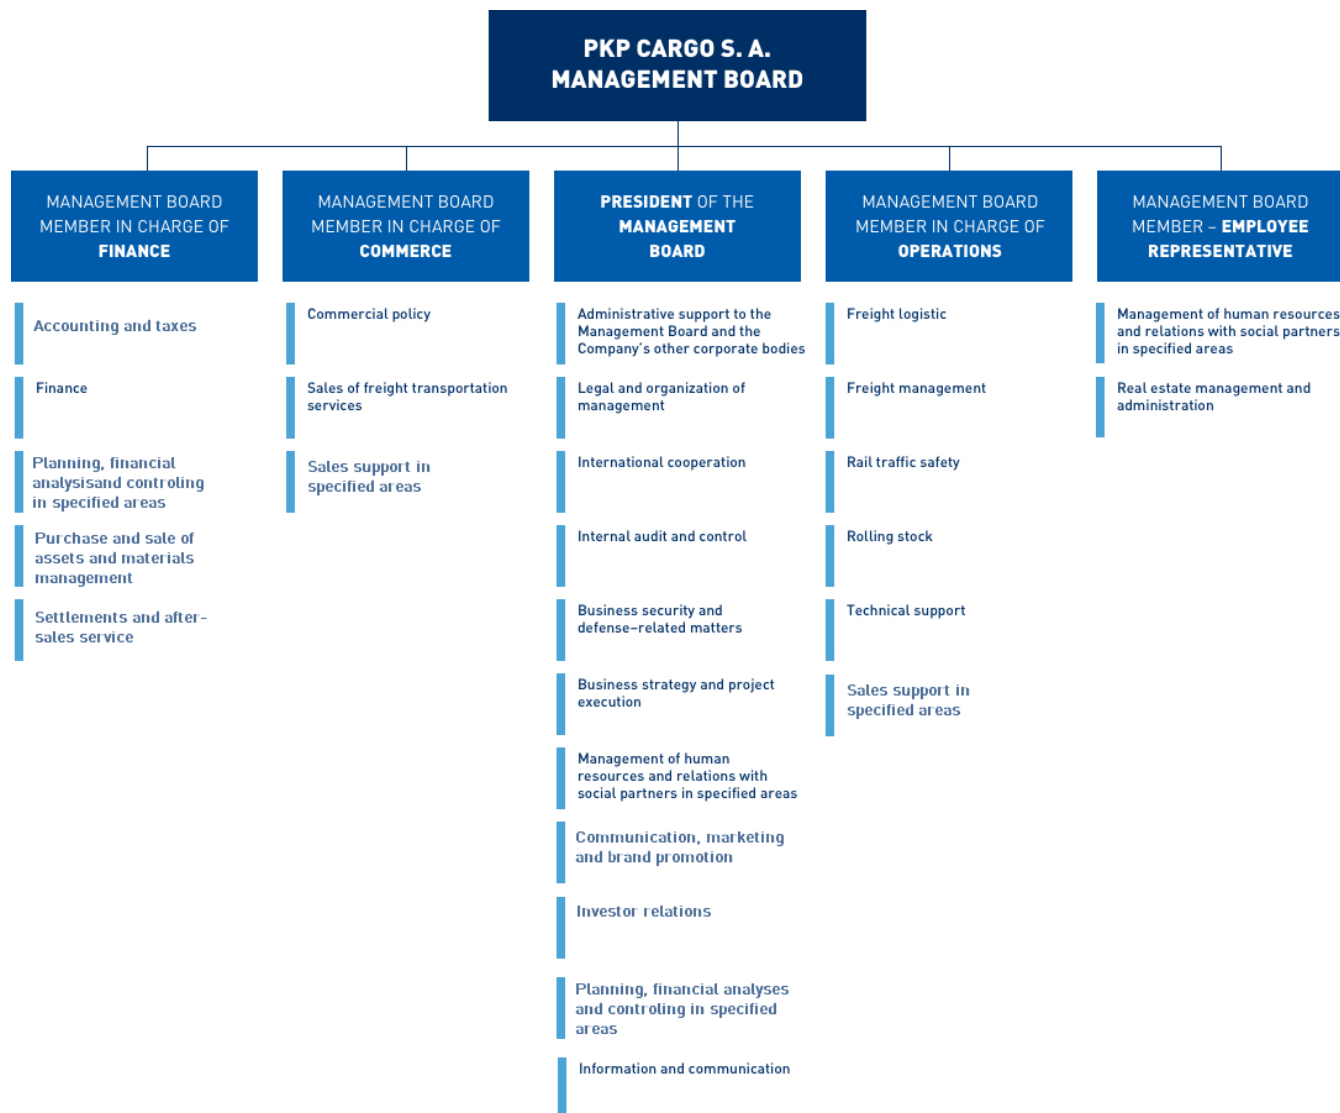 PKP CARGO S. A.
MANAGEMENT BOARD
MANAGEMENT BOARD
MEMBER IN CHARGE OF
FINANCE
Accounting and taxes
Finance
Planning, financial
analysisand controling
in specified areas
Purchase and sale of
assets and materials
management
Settlements and after-
sales service
MANAGEMENT BOARD
MEMBER IN CHARGE OF
COMMERCE
Commercial policy
Sales of freight transportation
services
Sales support in
specified areas
PRESIDENT OF THE
MANAGEMENT
BOARD
Administrative support to the
Management Board and the
Company's other corporate bodies
Legal and organization of
management
International cooperation
Internal audit and control
Business security and
defense–related matters
Business strategy and project
execution
Management of human
resources and relations with
social partners in specified areas
Communication, marketing
and brand promotion
Investor relations
Planning, financial analyses
and controling in specified
areas
Information and communication
MANAGEMENT BOARD
MEMBER IN CHARGE OF
OPERATIONS
Freight logistic
Freight management
Rail traffic safety
Rolling stock
Technical support
Sales support in
specified areas
MANAGEMENT BOARD
MEMBER – EMPLOYEE
REPRESENTATIVE
Management of human resources
and relations with social partners
in specified areas
Real estate management and
administration